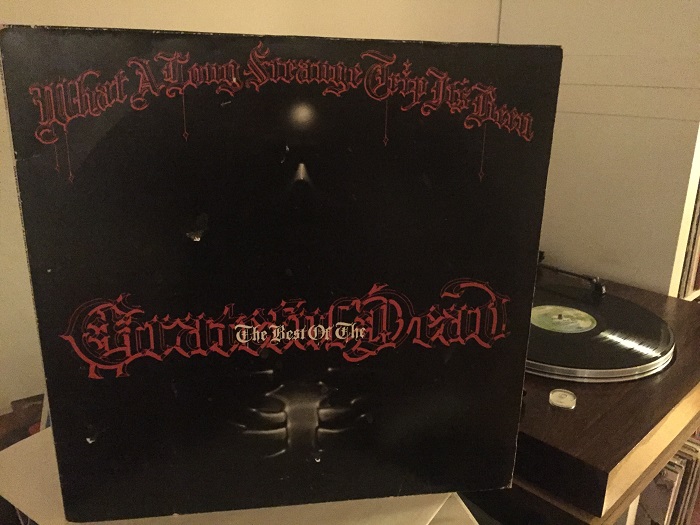 What A Long Strange Trip It's Been
The Best Of The
Grateful Dead